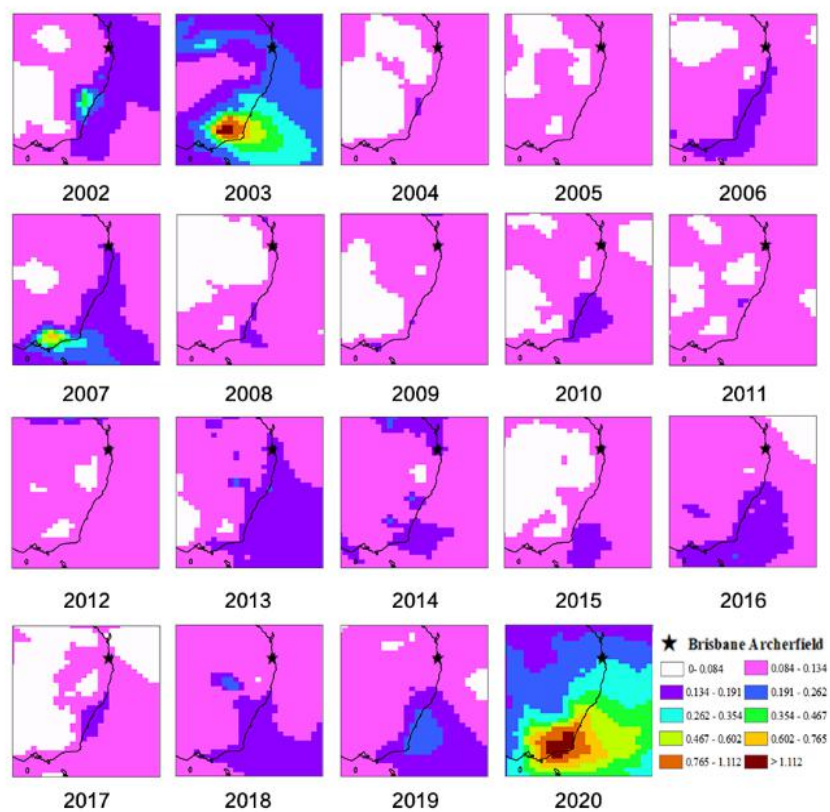 2002 2003 2004 2005 2006
2007 2008 2009 2010 2011
2012 2013 2014 2015 2016
★ Brisbane Archerfield
0- 0.084 0.084 - 0.134
0.134 - 0.191 0.191 - 0.262
0.262 - 0.354 0.354 - 0.467
0.467 - 0.602 0.602 - 0.765
0.765 - 1.112 > 1.112
2017 2018 2019 2020